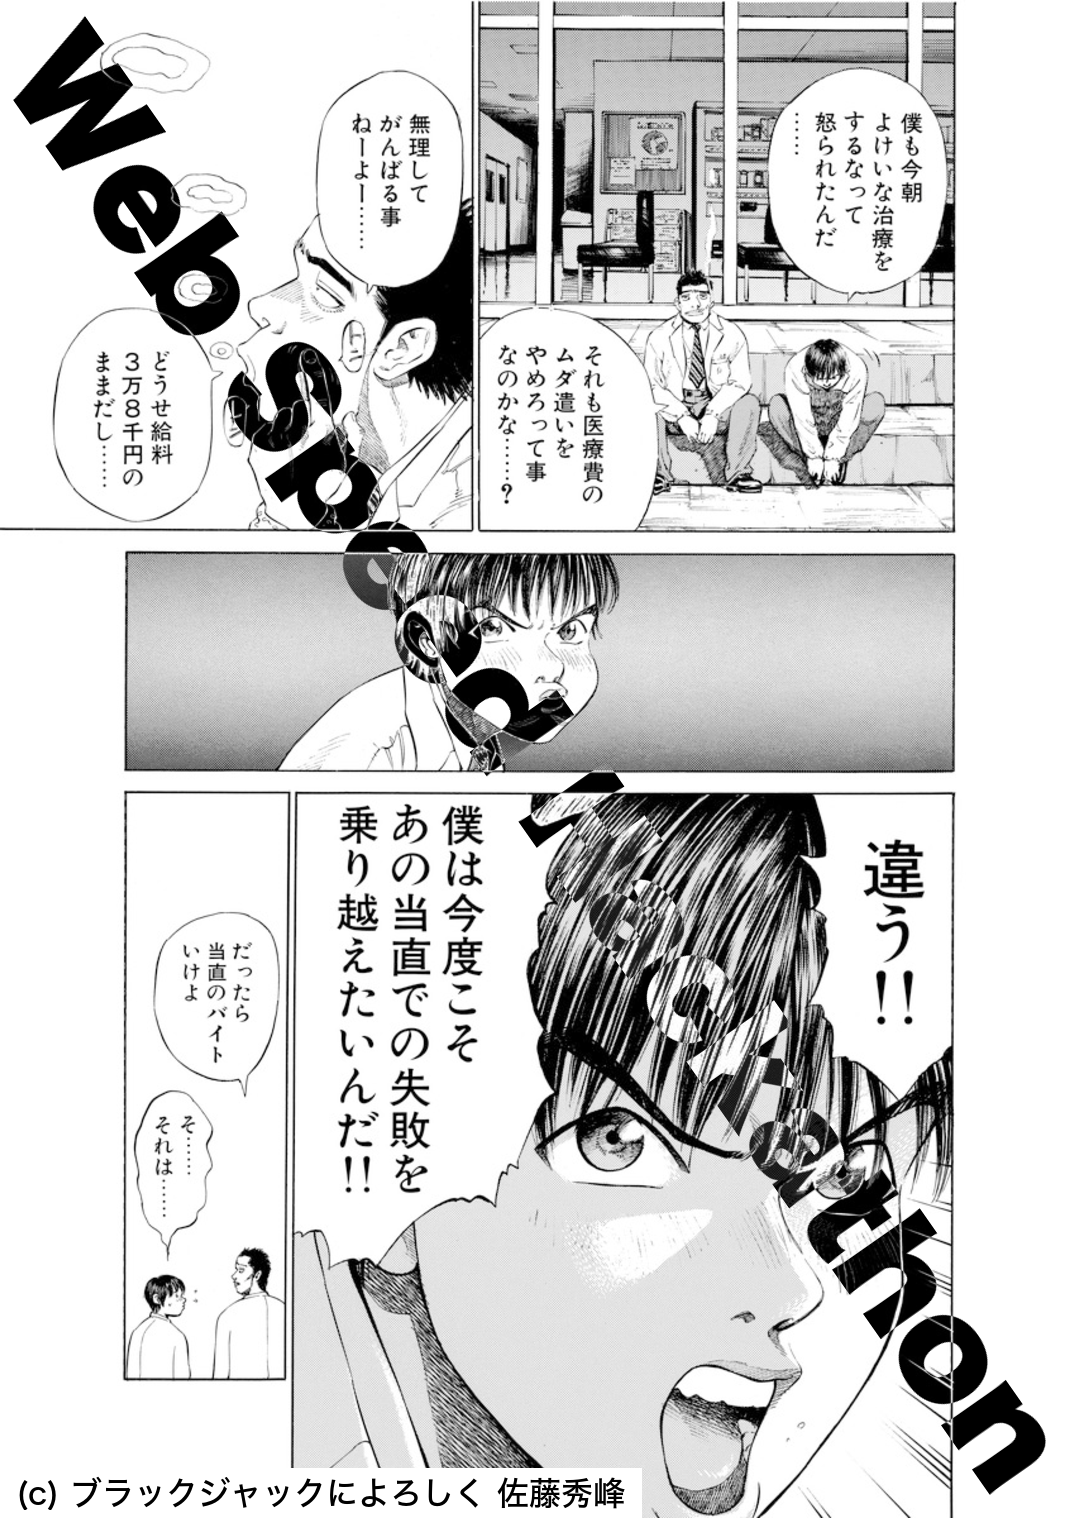 僕も今朝
よけいな治療を
するなって
怒られたんだ
……
それも医療費の
ムダ遣いを
やめろって事
なのかな……?
無理して
がんばる事
ねーよー……
どうせ給料
3万8千円の
ままだし……
違う!!
僕は今度こそ
あの当直での失敗を
乗り越えたいんだ!!
だったら
当直のバイト
いけよ
そ……
それは……
Web Spe
Hackathon
(c) ブラックジャックによろしく 佐藤秀峰